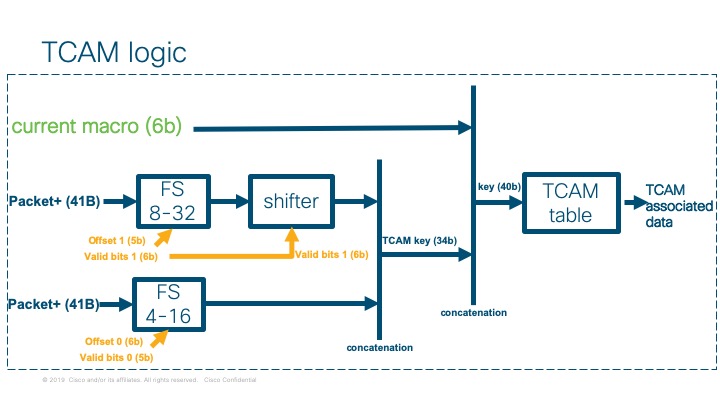 TCAM logic
current macro (6b)
Packet+ (41B)
FS
8-32
shifter
key (40b)
TCAM
table
TCAM
associated
data
Offset 1 (5b)
Valid bits 1 (6b)
Valid bits 1 (6b)
TCAM key (34b)
Packet+ (41B)
FS
4-16
Offset 0 (6b)
Valid bits 0 (5b)
concatenation
concatenation
© 2019 Cisco and/or its affiliates. All rights reserved. Cisco Confidential